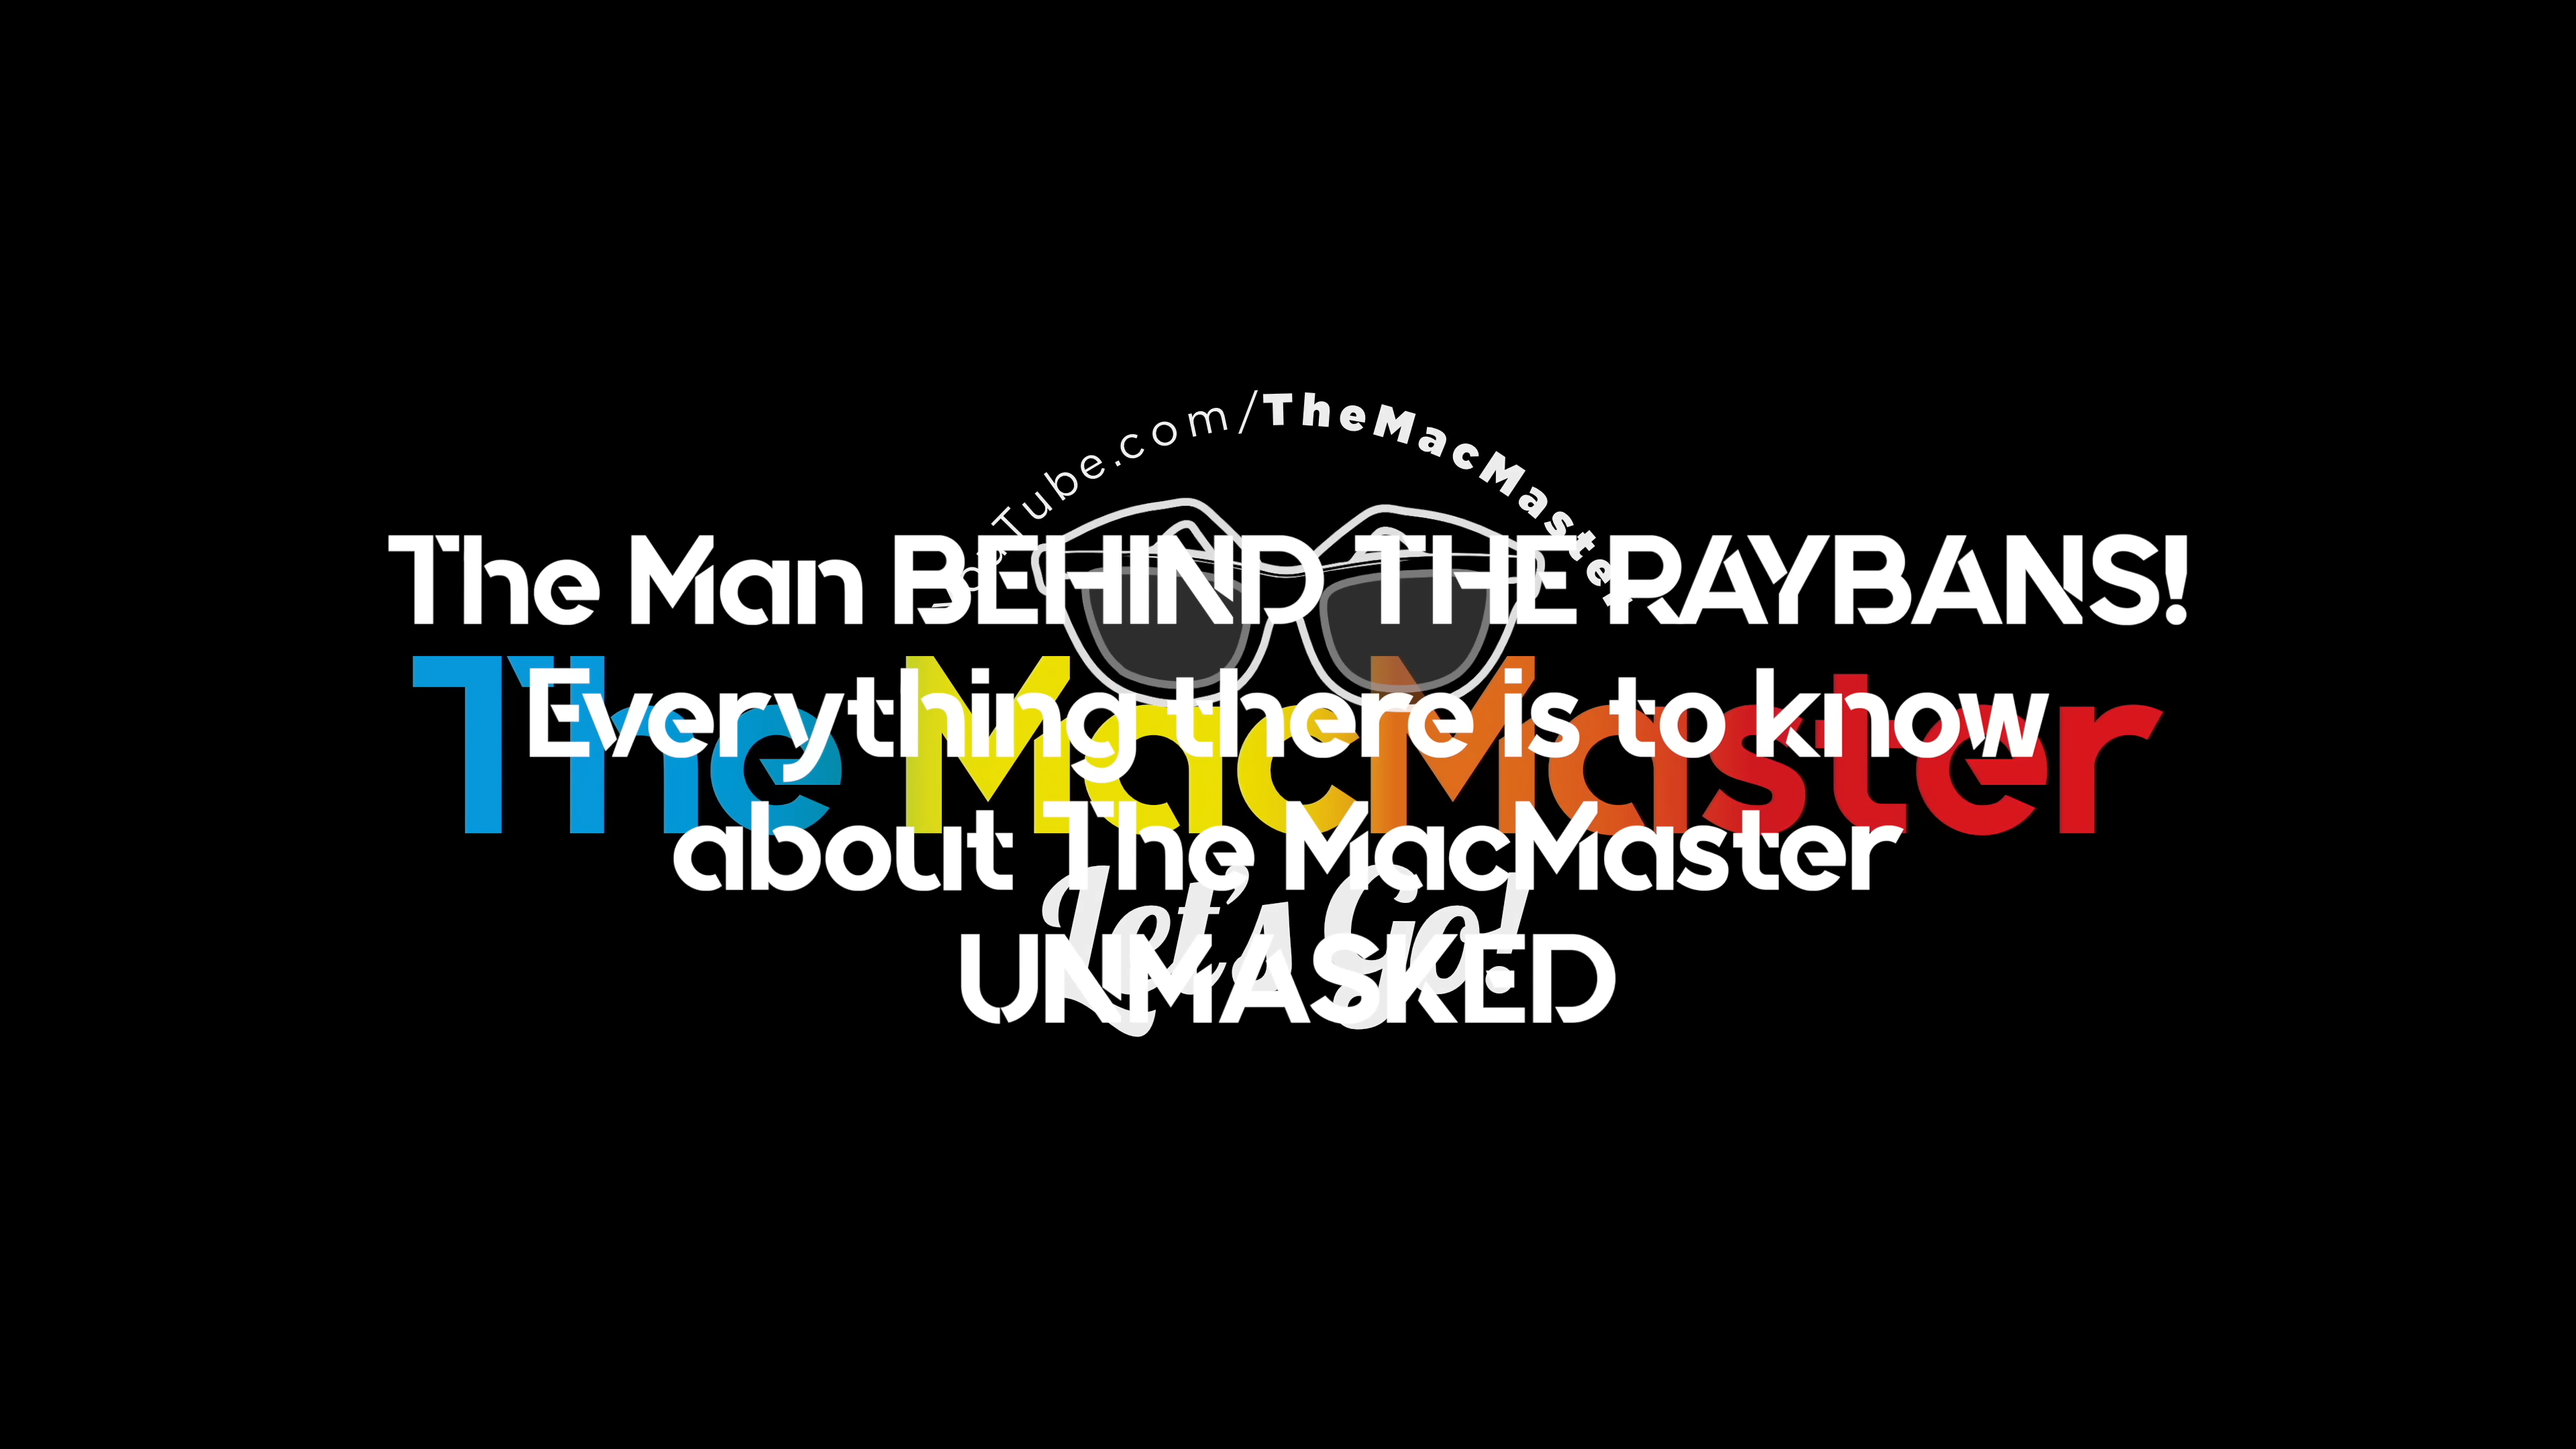 YouTube.com/TheMacMaster
The Man BEHIND THE RAYBANS!
The MacMaster
Everything there is to know
about The MacMaster
Let's Go!
UNMASKED